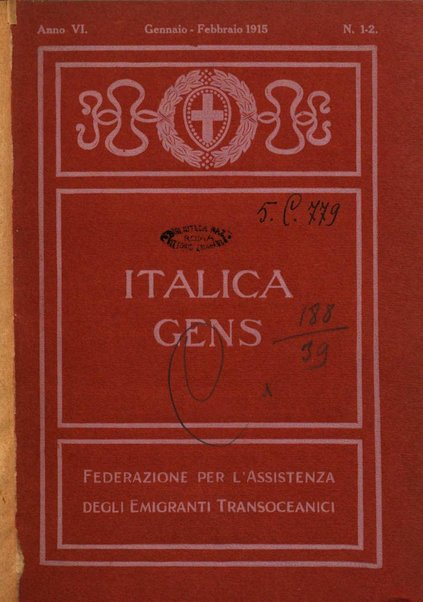 Anno VI. Gennaio - Febbraio 1915 N. 1-2.
5. C. 779
ROMA
ITALICA
GENS
188
39
FEDERAZIONE PER L'ASSISTENZA
DEGLI EMIGRANTI TRANSOCEANICI